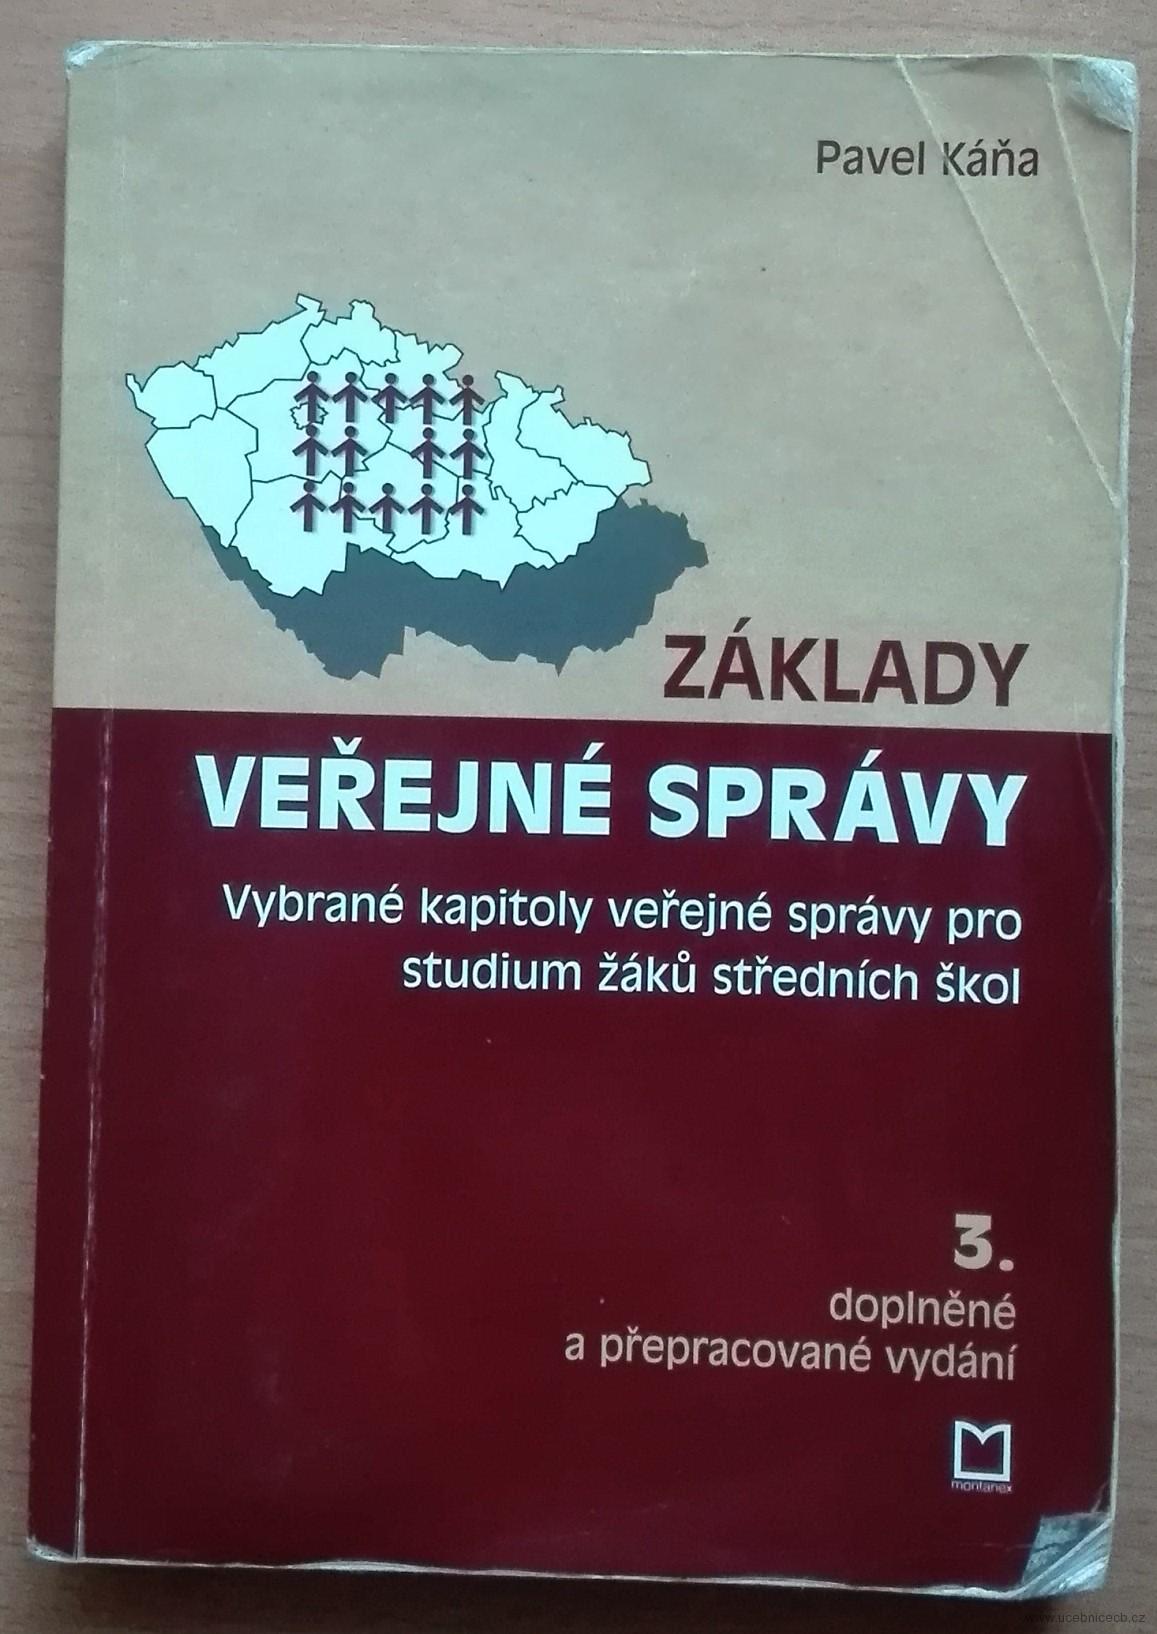 Pavel Káňa
ZÁKLADY
VEŘEJNÉ SPRÁVY
Vybrané kapitoly veřejné správy pro
studium žáků středních škol
3.
doplněné
a přepracované vydání
montanex
www.ucebnicecb.cz